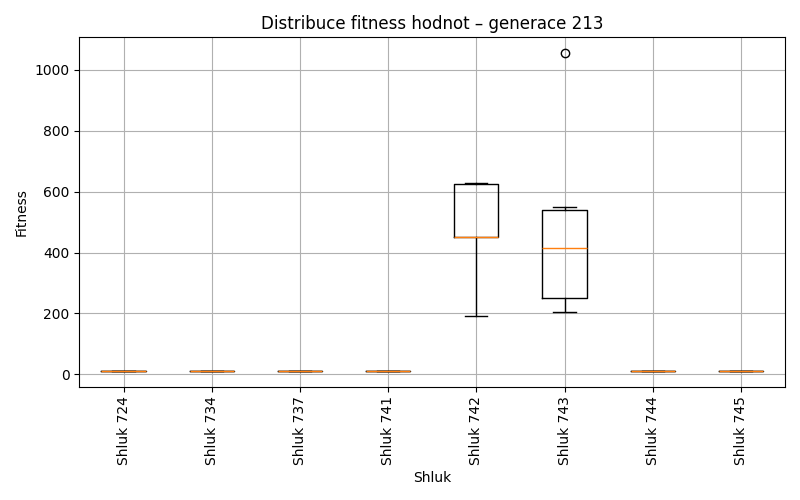 Distribuce fitness hodnot – generace 213
Fitness
1000
800
600
400
200
0
Shluk 724
Shluk 734
Shluk 737
Shluk 741
Shluk 742
Shluk 743
Shluk 744
Shluk 745
Shluk